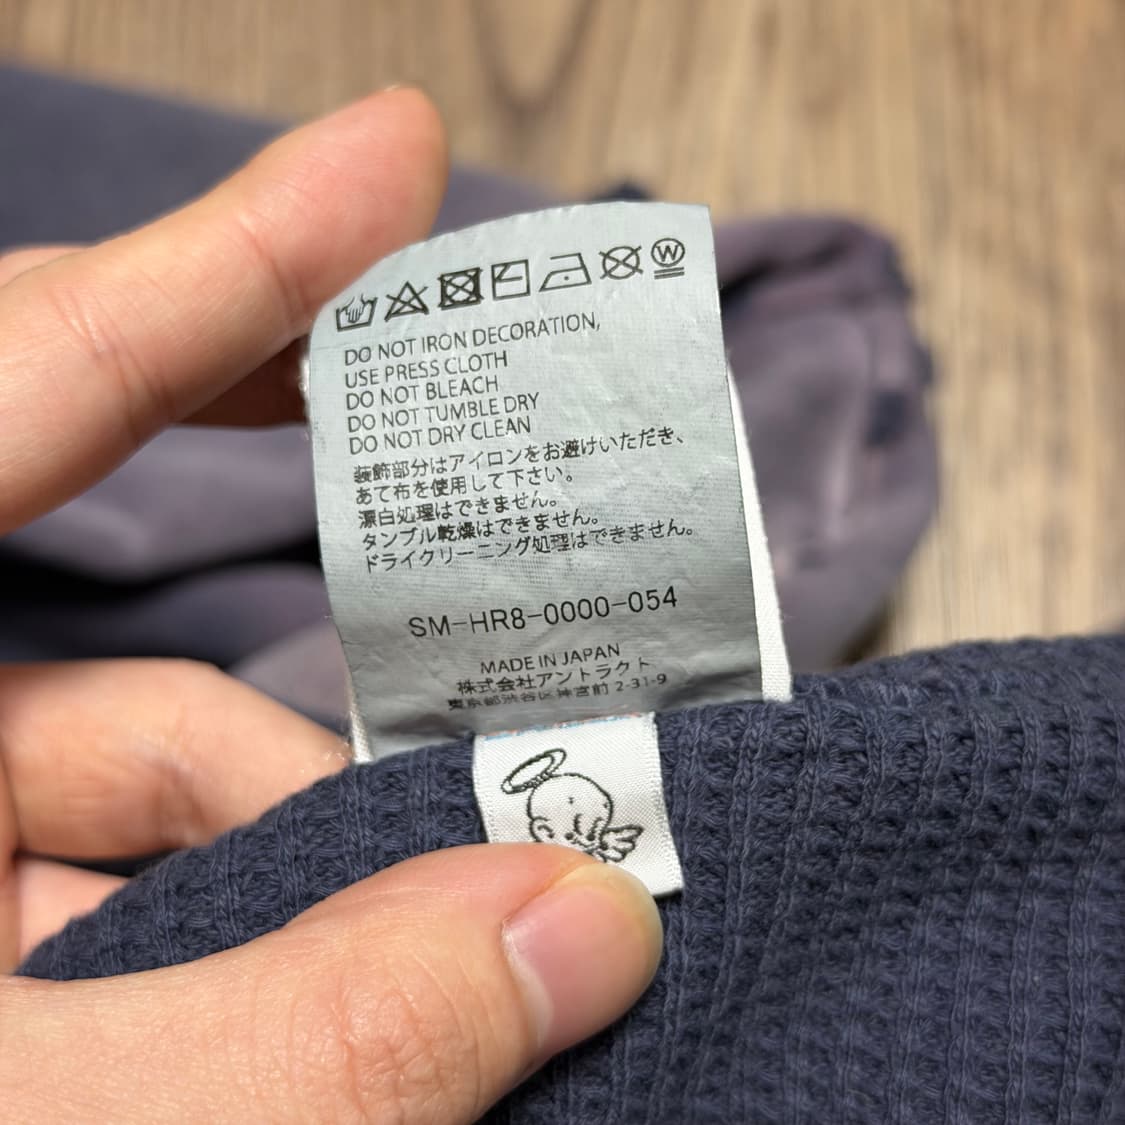 W
DO NOT IRON DECORATION,
USE PRESS CLOTH
DO NOT BLEACH
DO NOT TUMBLE DRY
DO NOT DRY CLEAN
装飾部分はアイロンをお避けいただき、
あて布を使用して下さい。
漂白処理はできません。
タンブル乾燥はできません。
ドライクリーニング処理はできません。
SM-HR8-0000-054
MADE IN JAPAN
株式会社アントラクト
東京都渋谷区神宮前 2-31-9